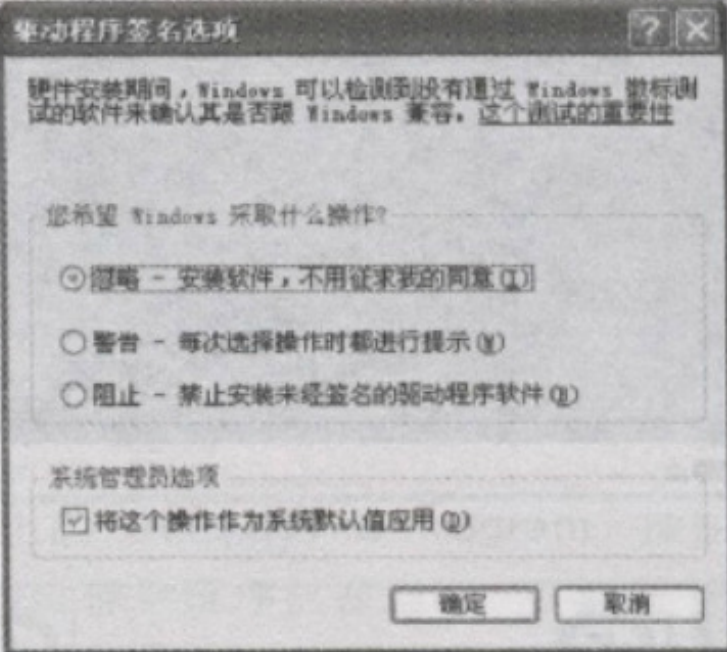 驱动程序签名选项
硬件安装期间，Windows 可以检测到没有通过 Windows 徽标测
试的软件来确认其是否跟 Windows 兼容。这个测试的重要性
您希望 Windows 采取什么操作?
忽略 - 安装软件，不用征求我的同意(I)
警告 - 每次选择操作时都进行提示(W)
阻止 - 禁止安装未经签名的驱动程序软件(B)
系统管理员选项
将这个操作作为系统默认值应用(D)
确定
取消